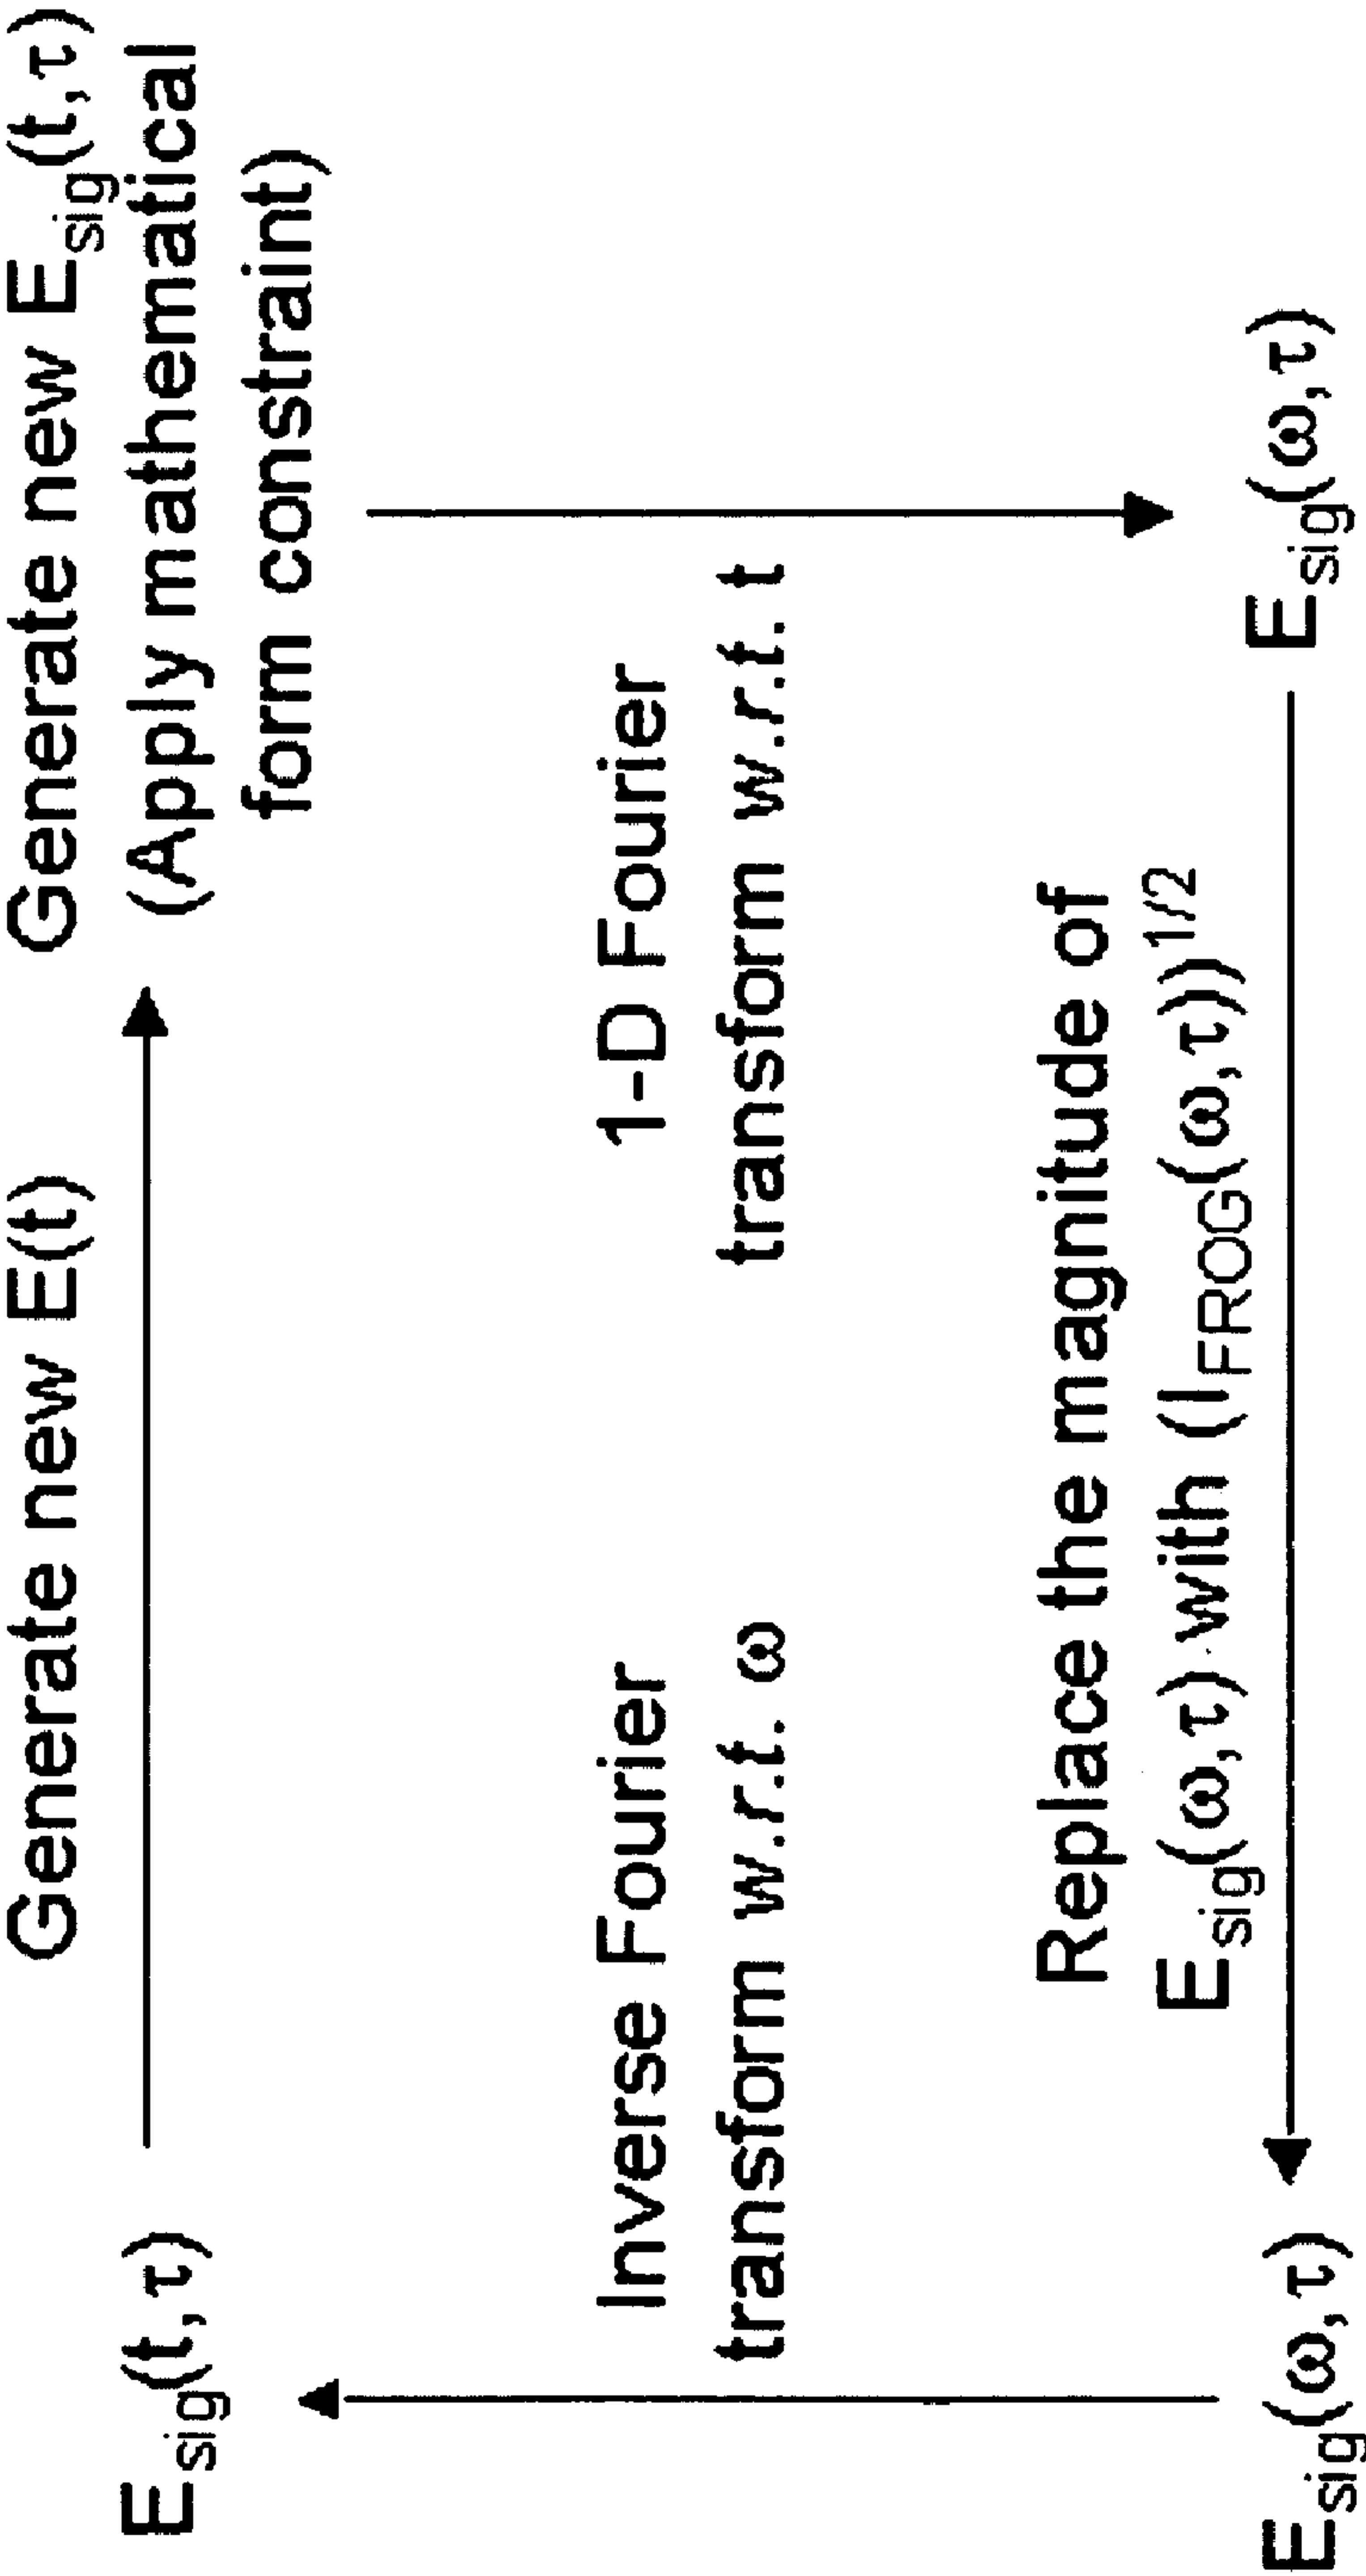 Generate new E(t)
E_sig(t,τ)
Generate new E_sig(t,τ)
(Apply mathematical
form constraint)
Inverse Fourier
transform w.r.t. ω
1-D Fourier
transform w.r.t. t
Replace the magnitude of
E_sig(ω,τ) with (I_FROG(ω,τ))^1/2
E_sig(ω,τ)
E_sig(ω,τ)